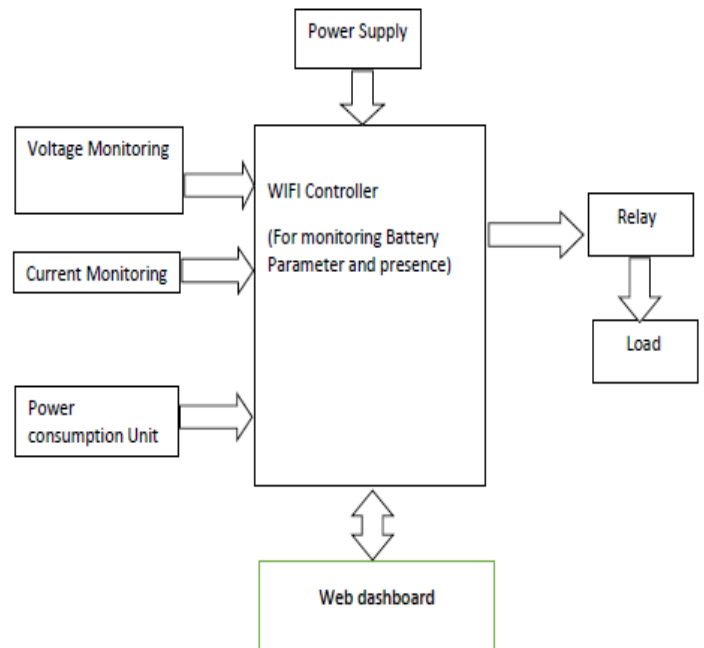 Power Supply
Voltage Monitoring
WIFI Controller
(For monitoring Battery
Parameter and presence)
Relay
Current Monitoring
Load
Power
consumption Unit
Web dashboard